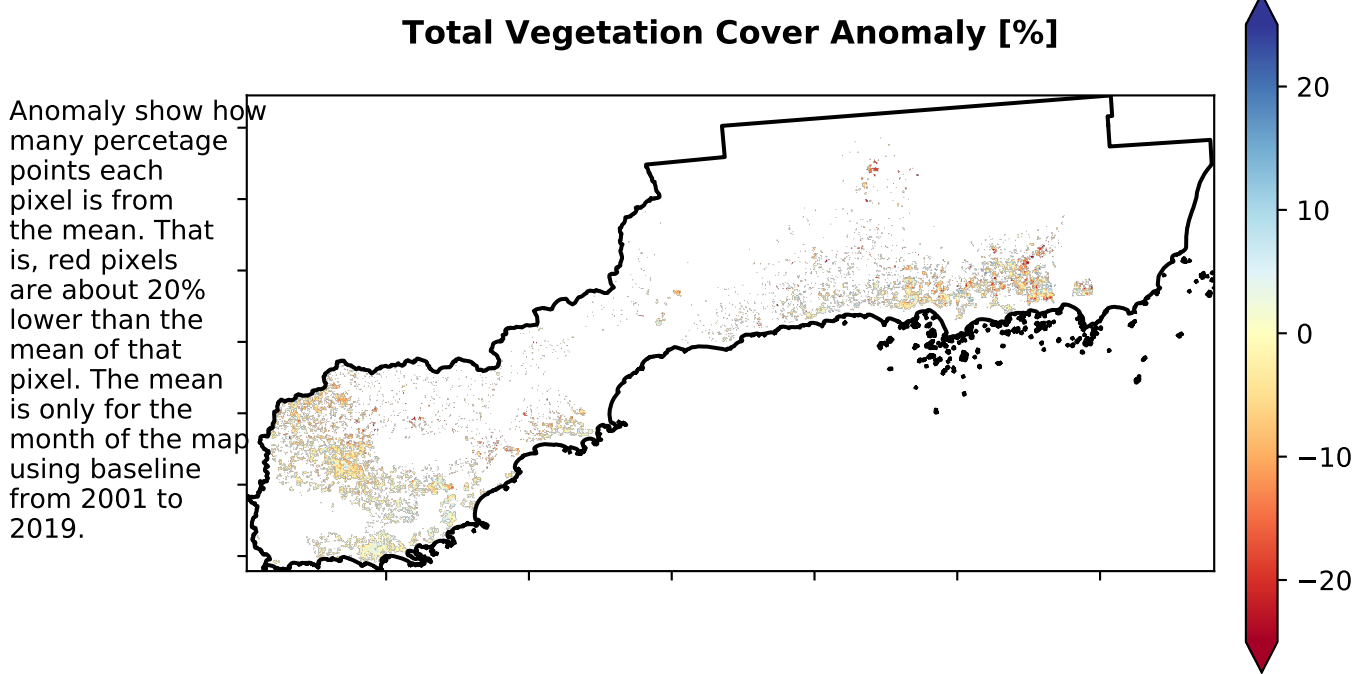 Total Vegetation Cover Anomaly [%]
Anomaly show how
many percetage
points each
pixel is from
the mean. That
is, red pixels
are about 20%
lower than the
mean of that
pixel. The mean
is only for the
month of the map
using baseline
from 2001 to
2019.
20
10
0
−10
−20